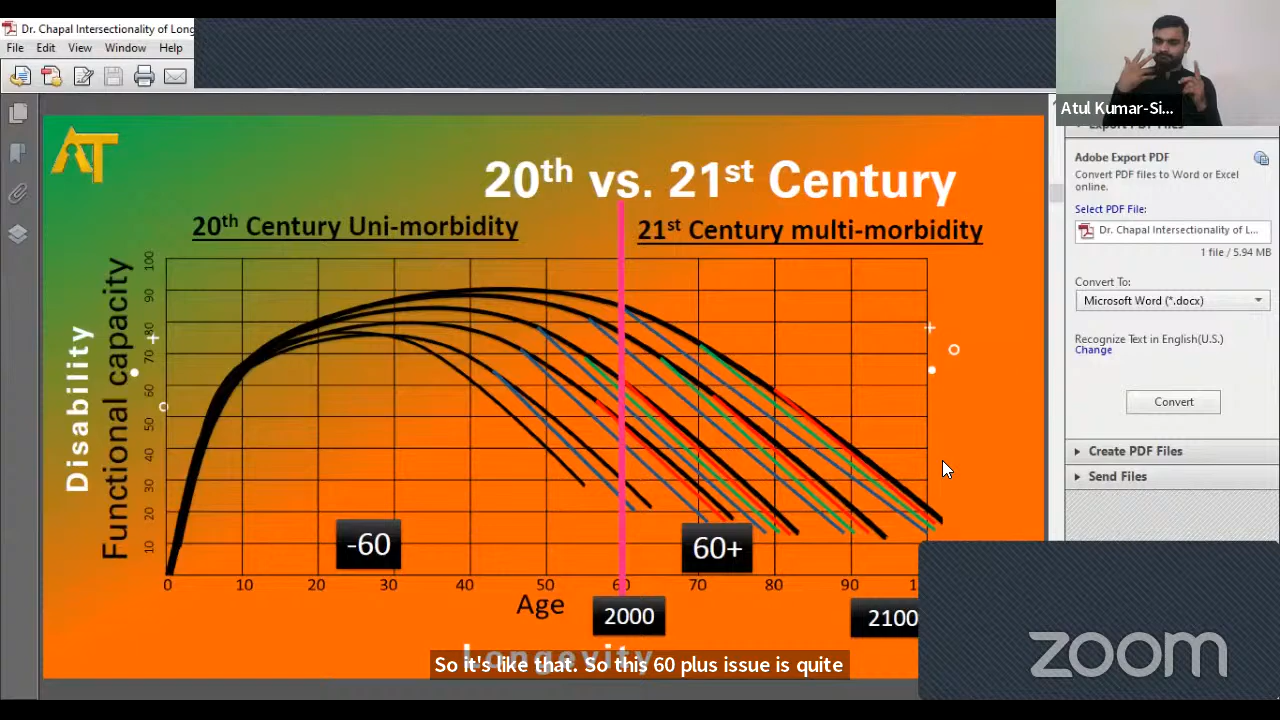 Dr. Chapal Intersectionality of Long
File Edit View Window Help
Atul Kumar-Si...
Export PDF Files
Adobe Export PDF
Convert PDF files to Word or Excel
online.
Select PDF File:
Dr. Chapal Intersectionality of L...
1 file / 5.94 MB
Convert To:
Microsoft Word (*.docx)
Recognize Text in English(U.S.)
Change
Convert
Create PDF Files
Send Files
AT
20th vs. 21st Century
20th Century Uni-morbidity
21st Century multi-morbidity
Disability
Functional capacity
100
90
80
70
60
50
40
30
20
10
-60
60+
0 10 20 30 40 50 60 70 80 90
Age
2000
2100
Longevity
So it's like that. So this 60 plus issue is quite
zoom